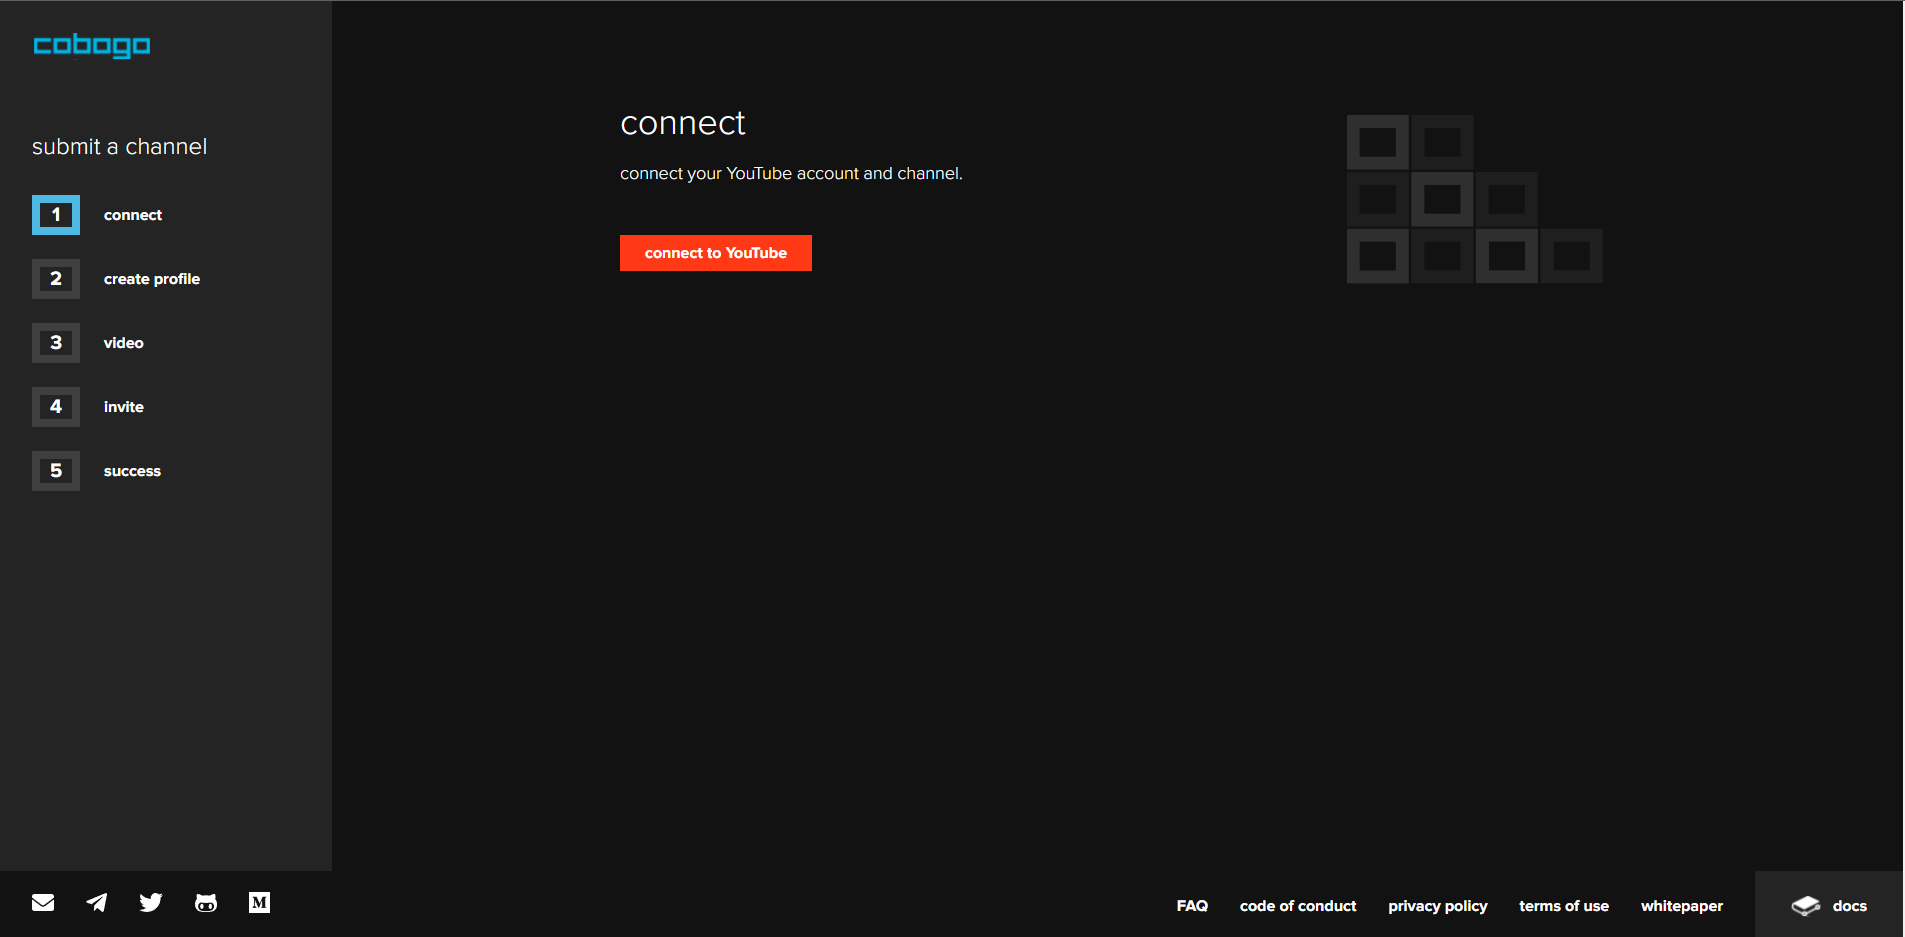 cobogo
submit a channel
1 connect
2 create profile
3 video
4 invite
5 success
connect
connect your YouTube account and channel.
connect to YouTube
M
FAQ code of conduct privacy policy terms of use whitepaper docs